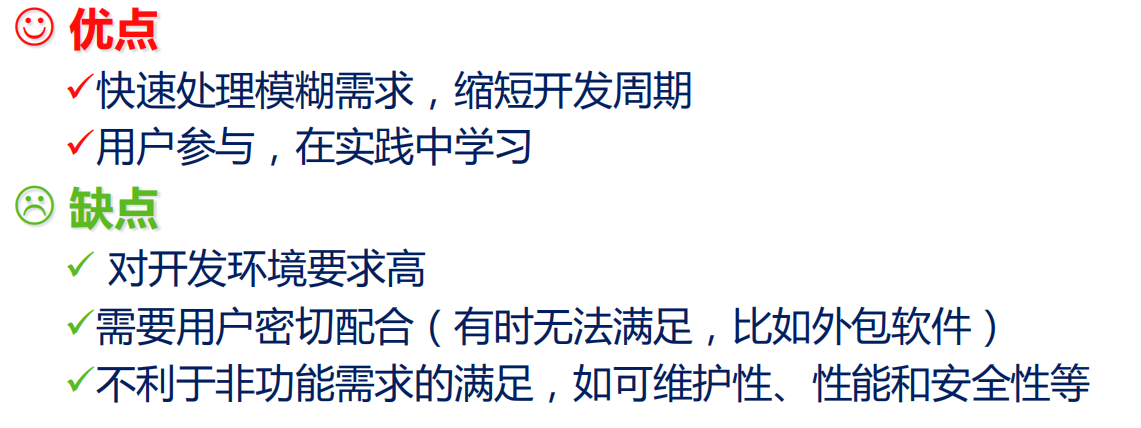 优点
快速处理模糊需求，缩短开发周期
用户参与，在实践中学习
缺点
对开发环境要求高
需要用户密切配合（有时无法满足，比如外包软件）
不利于非功能需求的满足，如可维护性、性能和安全性等